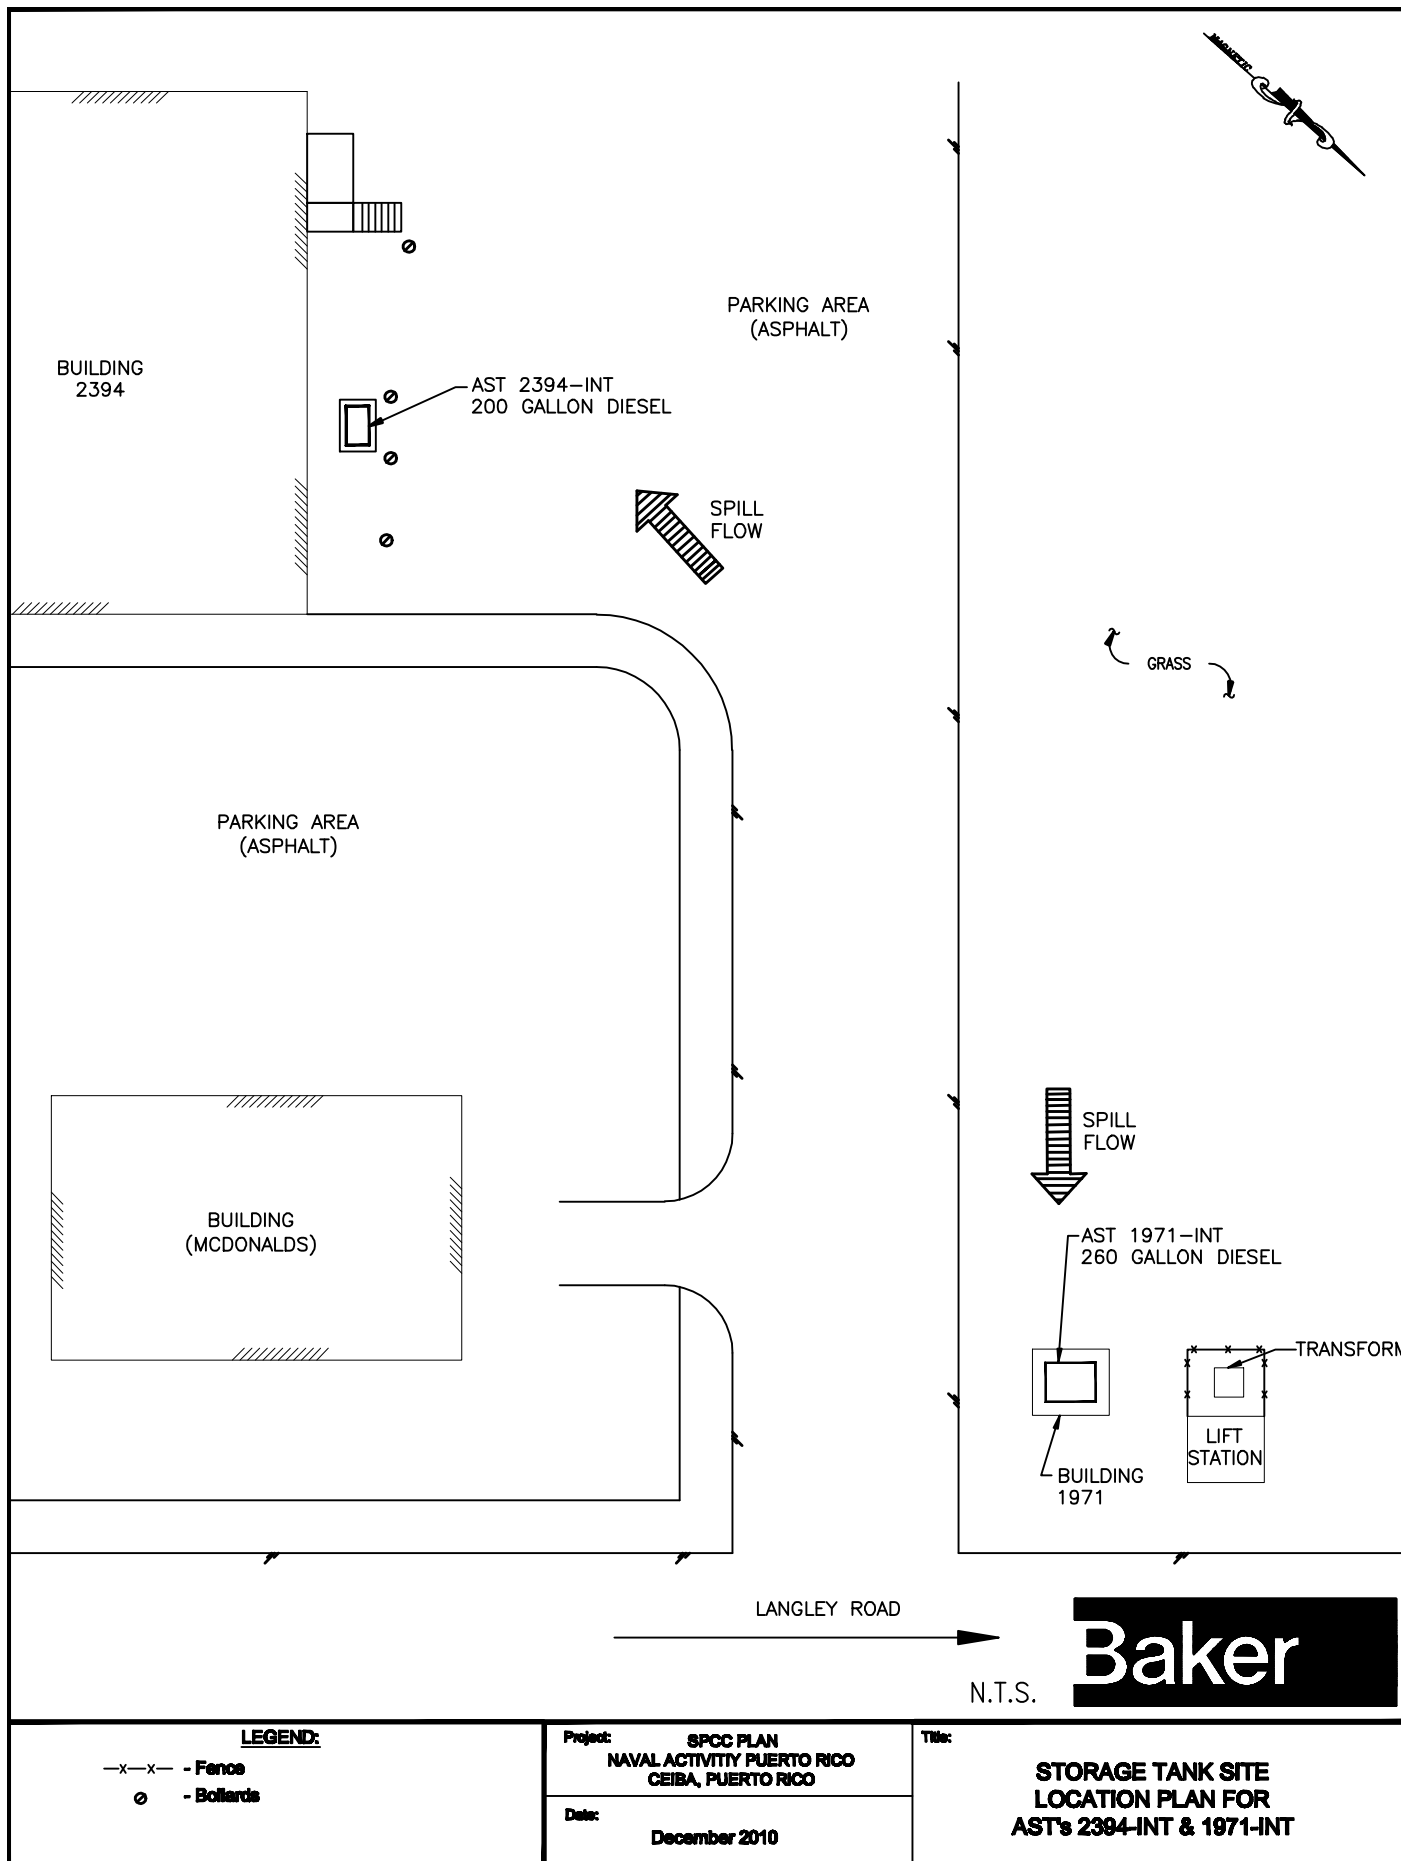 MAGNETIC
PARKING AREA
(ASPHALT)
BUILDING
2394
AST 2394-INT
200 GALLON DIESEL
SPILL
FLOW
GRASS
PARKING AREA
(ASPHALT)
SPILL
FLOW
BUILDING
(MCDONALDS)
AST 1971-INT
260 GALLON DIESEL
TRANSFORM
LIFT
STATION
BUILDING
1971
LANGLEY ROAD
N.T.S.
Baker
LEGEND:
—x—x— - Fence
- Bollards
Project:
SPCC PLAN
NAVAL ACTIVITIY PUERTO RICO
CEIBA, PUERTO RICO
Date:
December 2010
Title:
STORAGE TANK SITE
LOCATION PLAN FOR
AST's 2394-INT & 1971-INT